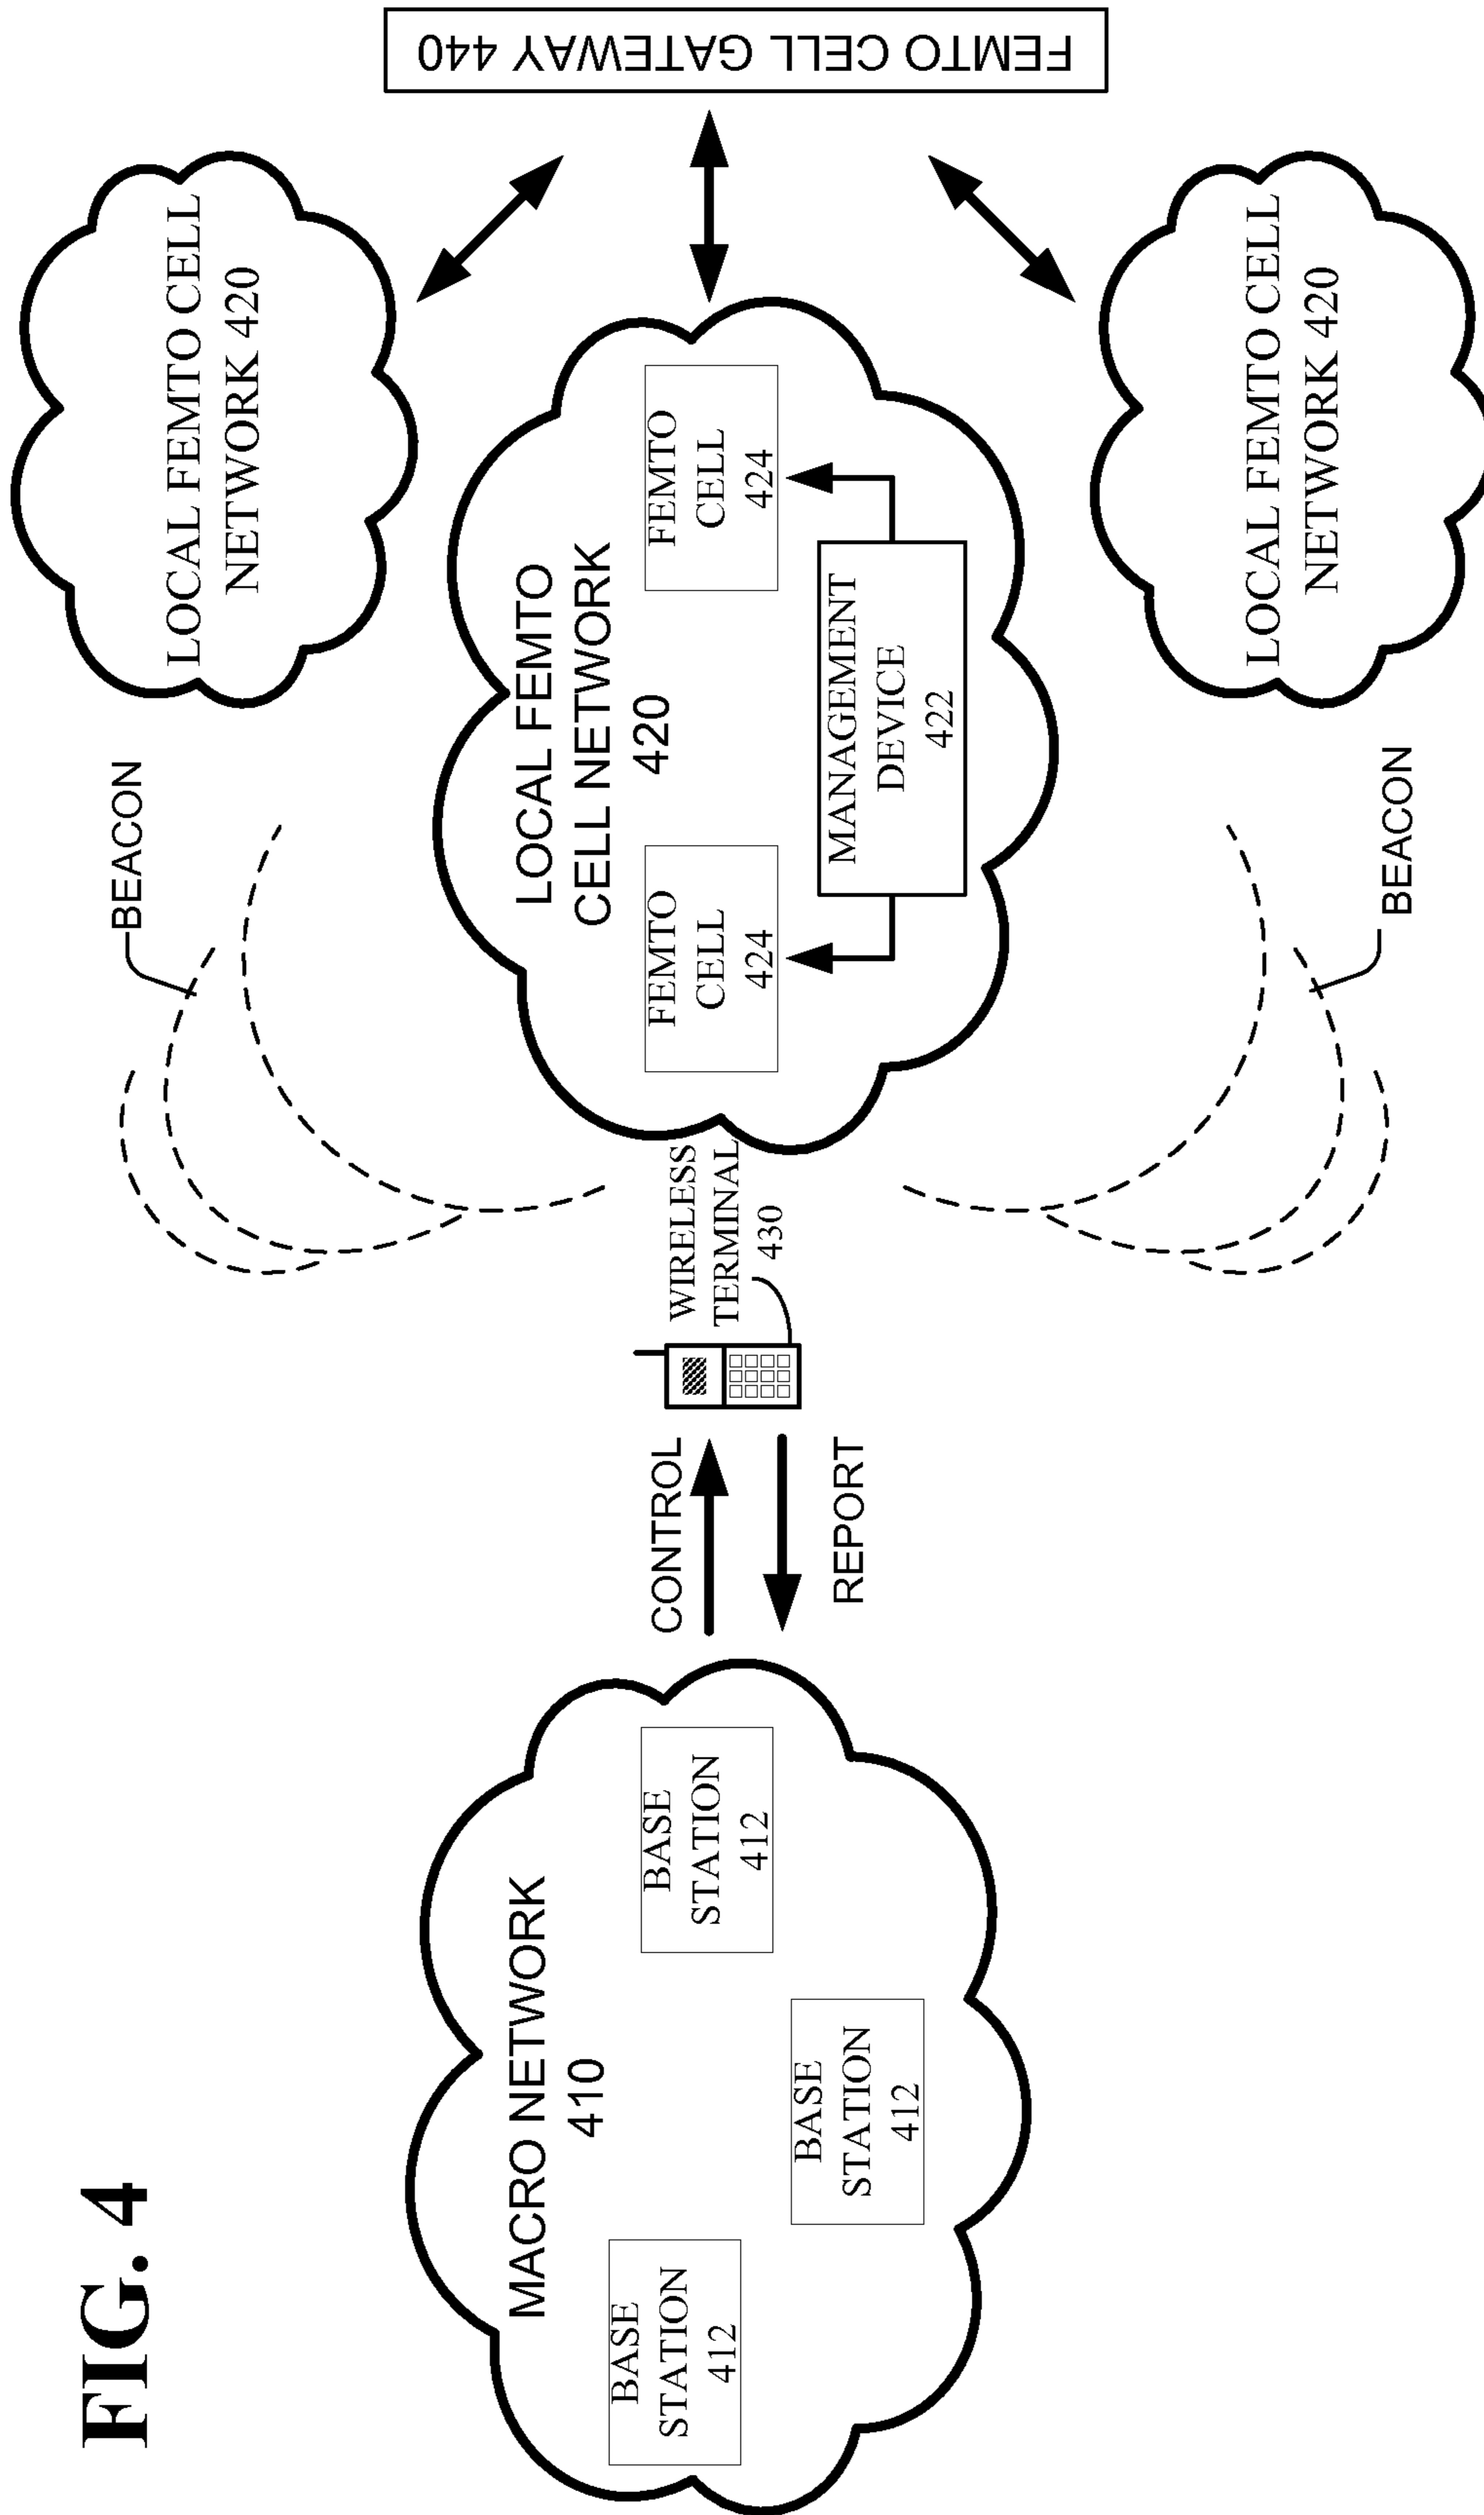 FIG. 4
MACRO NETWORK
410
BASE
STATION
412
BASE
STATION
412
BASE
STATION
412
CONTROL
REPORT
WIRELESS
TERMINAL
430
BEACON
BEACON
LOCAL FEMTO
CELL NETWORK
420
FEMTO
CELL
424
FEMTO
CELL
424
MANAGEMENT
DEVICE
422
LOCAL FEMTO CELL
NETWORK 420
LOCAL FEMTO CELL
NETWORK 420
FEMTO CELL GATEWAY 440